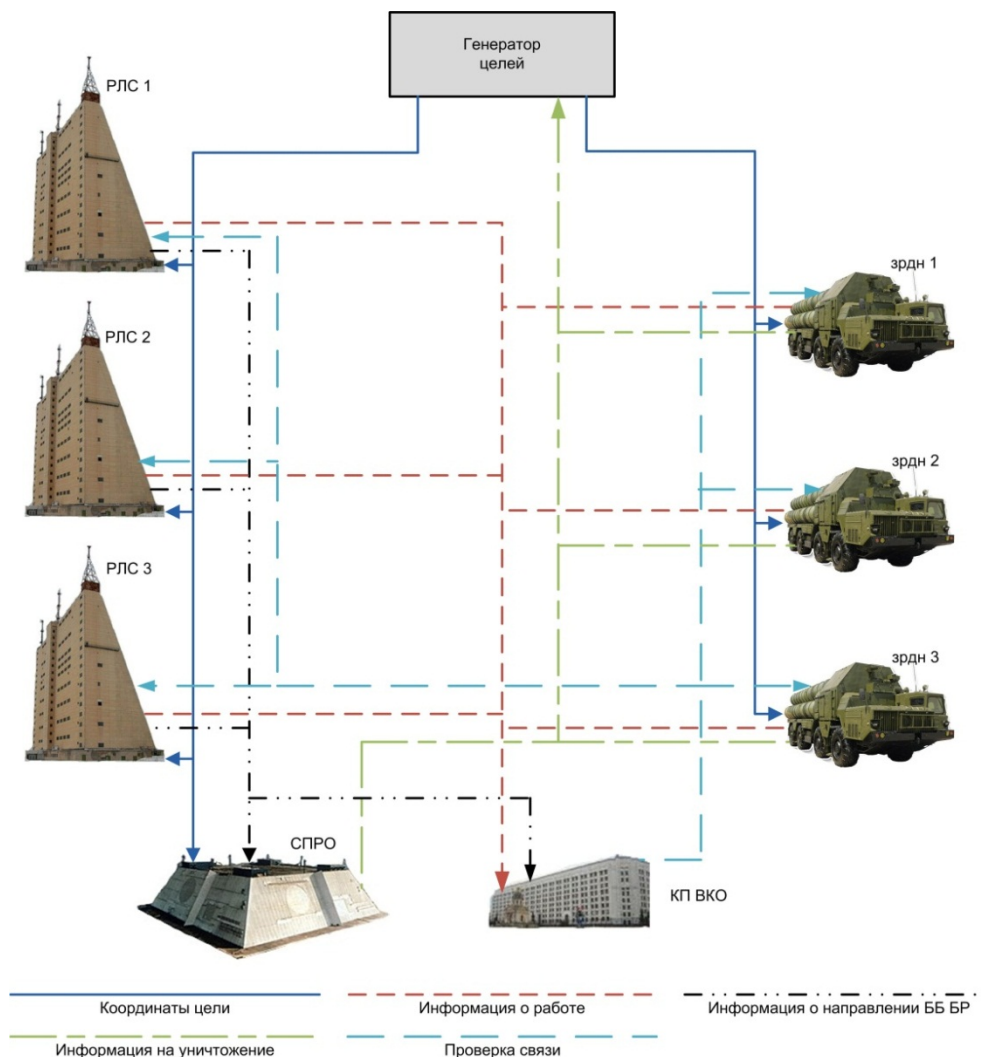 Генератор
целей
РЛС 1
зрдн 1
РЛС 2
зрдн 2
РЛС 3
зрдн 3
СПРО
КП ВКО
Координаты цели
Информация о работе
Информация о направлении ББ БР
Информация на уничтожение
Проверка связи